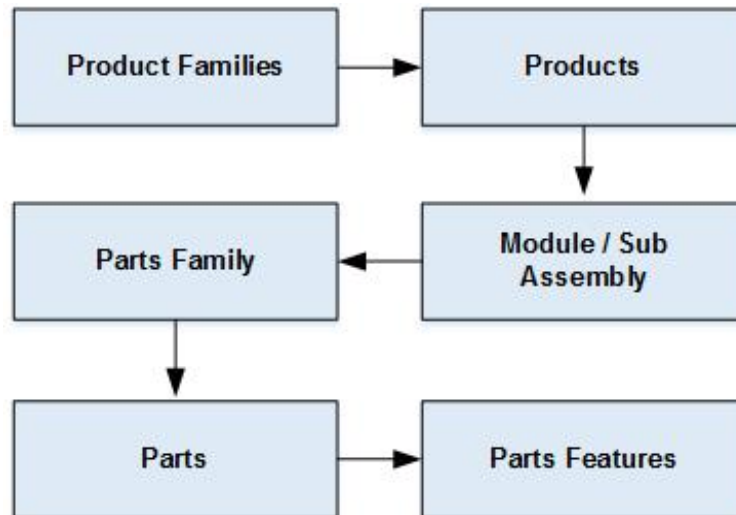 Product Families
Products
Module / Sub
Assembly
Parts Family
Parts
Parts Features